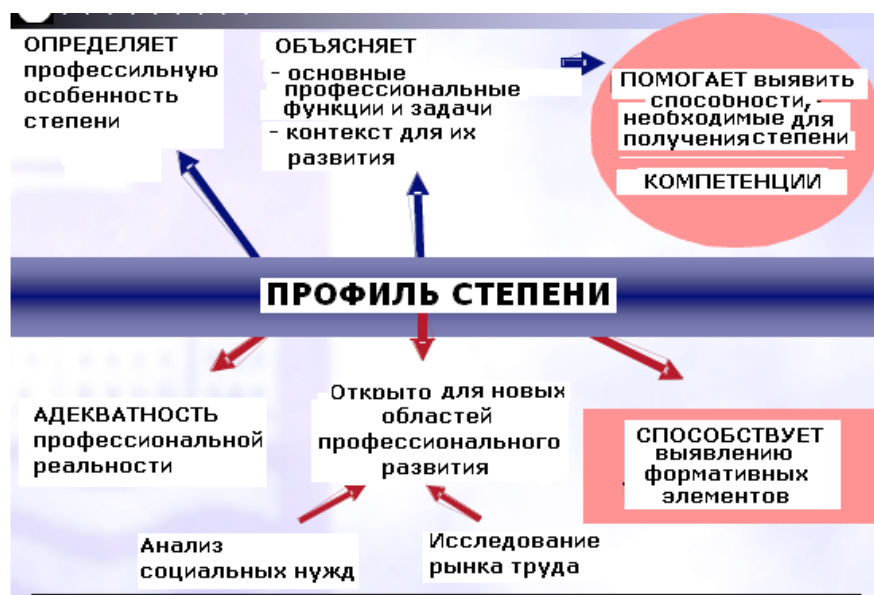 ОПРЕДЕЛЯЕТ
профессильную
особенность
степени
ОБЪЯСНЯЕТ
- основные
профессиональные
функции и задачи
- контекст для их
развития
ПОМОГАЕТ выявить
способности, -
необходимые для
получения степени
КОМПЕТЕНЦИИ
ПРОФИЛЬ СТЕПЕНИ
АДЕКВАТНОСТЬ
профессиональной
реальности
Открыто для новых
областей
профессионального
развития
СПОСОБСТВУЕТ
выявлению
формативных
элементов
Анализ
социальных нужд
Исследование
рынка труда